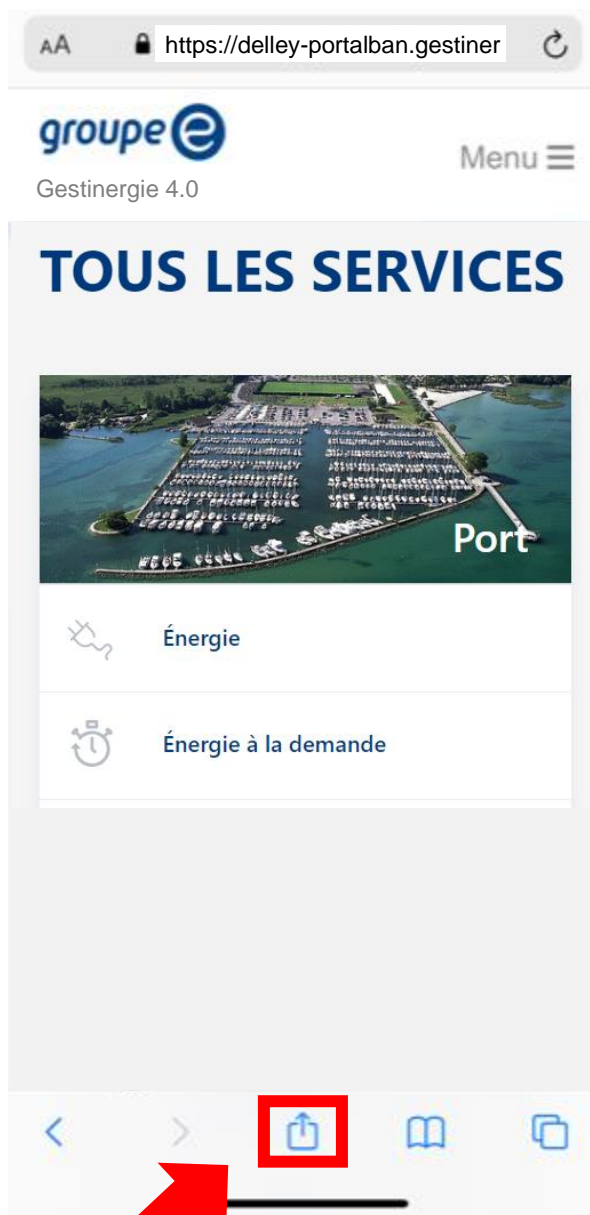 AA https://delley-portalban.gestiner
groupe e
Menu
Gestinergie 4.0
TOUS LES SERVICES
Port
Énergie
Énergie à la demande